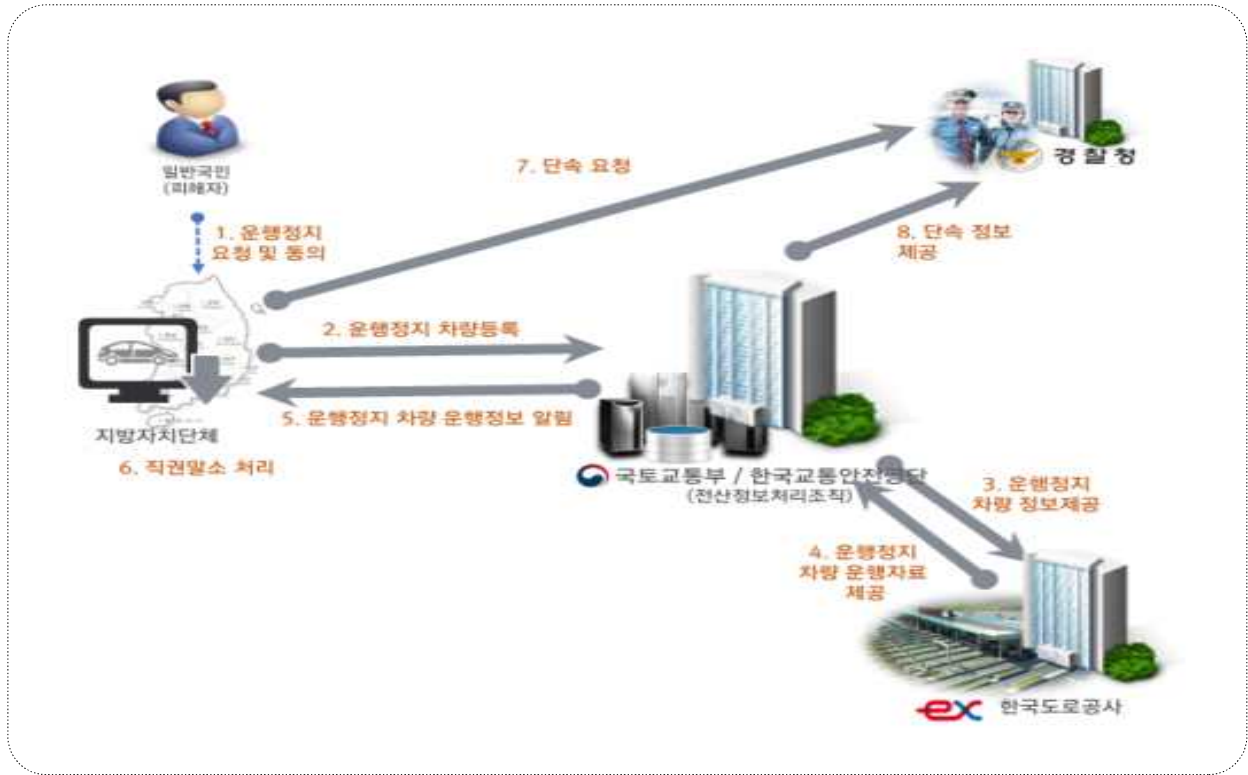 일반국민
(피해자)
경찰청
7. 단속 요청
1. 운행정지
요청 및 동의
8. 단속 정보
제공
2. 운행정지 차량등록
5. 운행정지 차량 운행정보 알림
지방자치단체
6. 직권말소 처리
국토교통부 / 한국교통안전공단
(전산정보처리조직)
3. 운행정지
차량 정보제공
4. 운행정지
차량 운행자료
제공
ex 한국도로공사